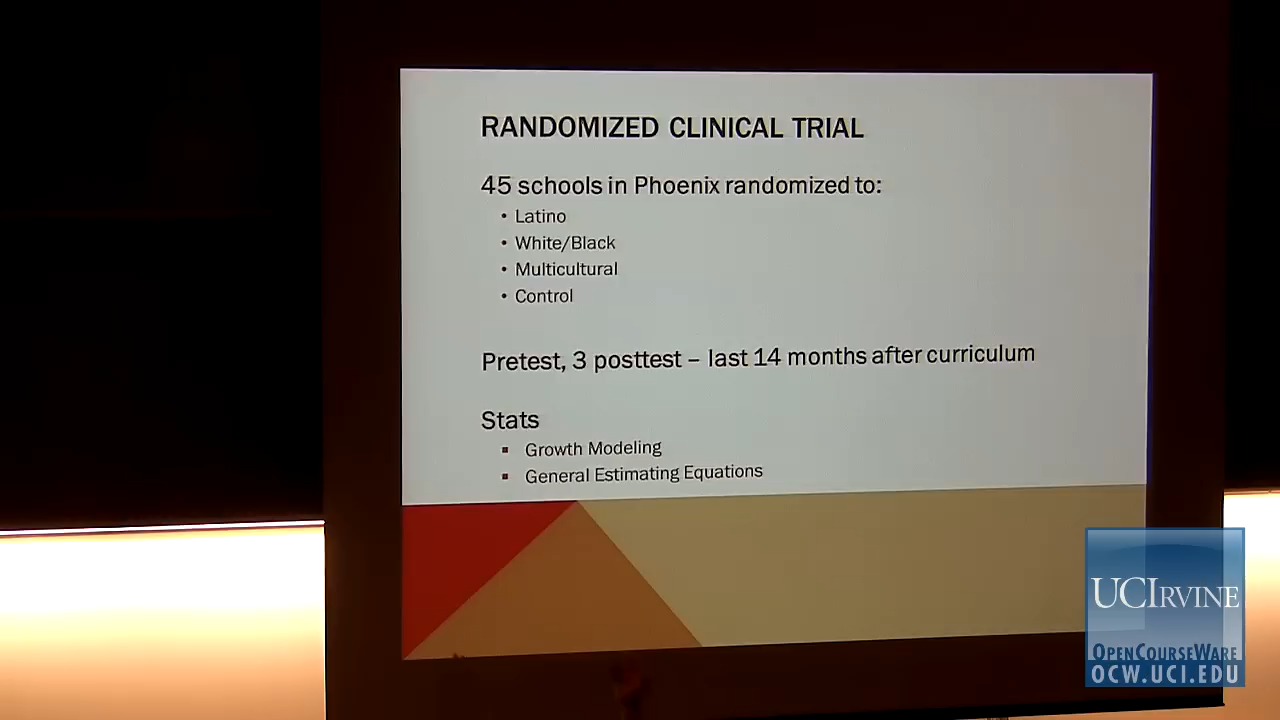 RANDOMIZED CLINICAL TRIAL
45 schools in Phoenix randomized to:
• Latino
• White/Black
• Multicultural
• Control
Pretest, 3 posttest – last 14 months after curriculum
Stats
▪ Growth Modeling
▪ General Estimating Equations
UCIRVINE
OPENCOURSEWARE
OCW.UCI.EDU